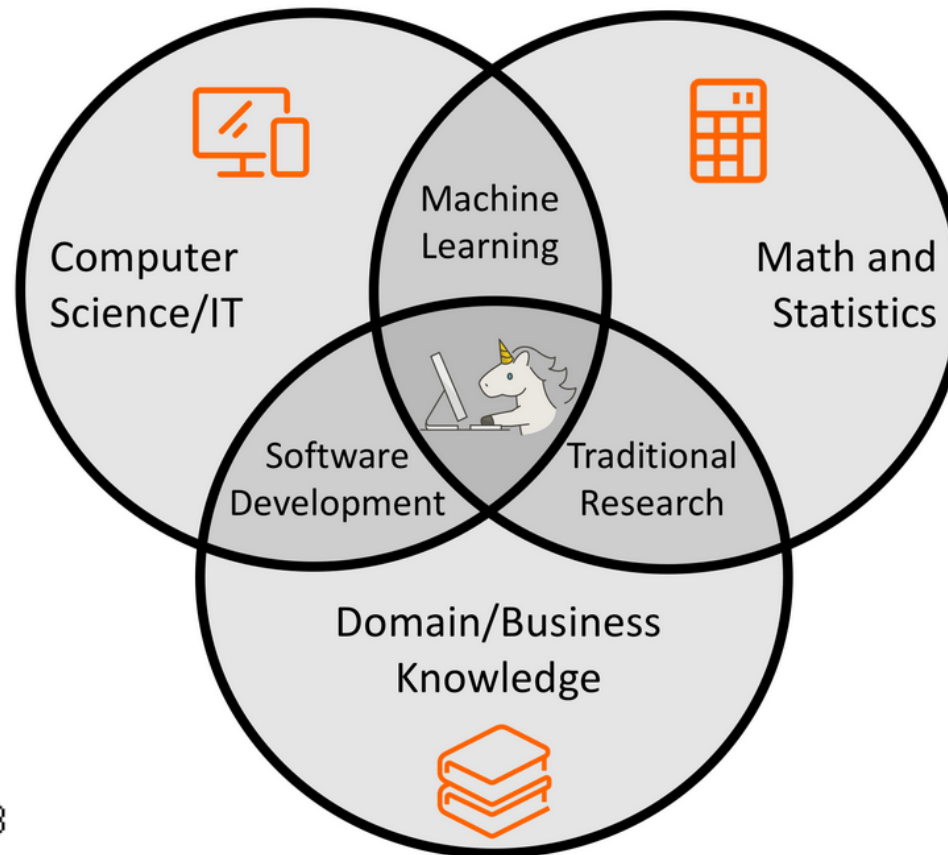 Machine
Learning
Computer
Science/IT
Math and
Statistics
Software
Development
Traditional
Research
Domain/Business
Knowledge